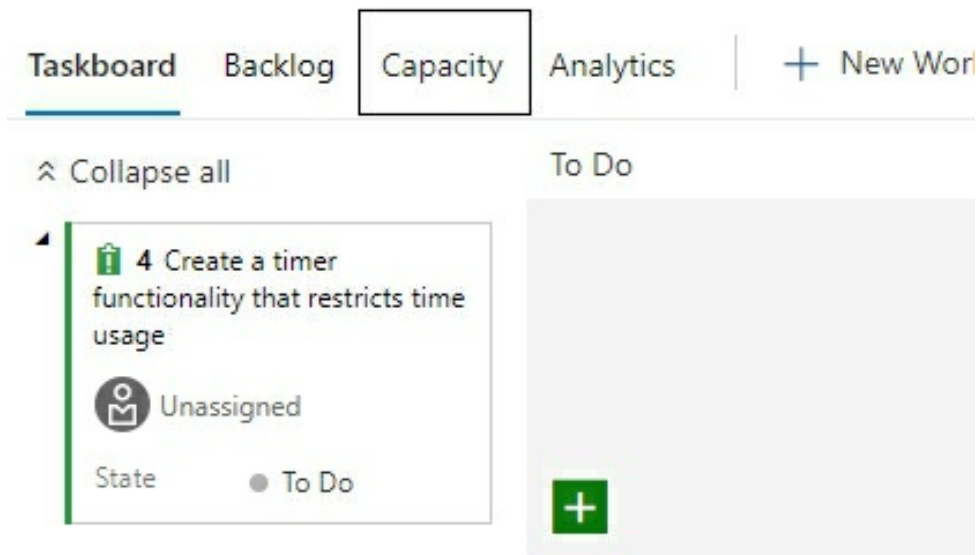 Taskboard Backlog Capacity Analytics New Work
Collapse all To Do
4 Create a timer
functionality that restricts time
usage
Unassigned
State To Do